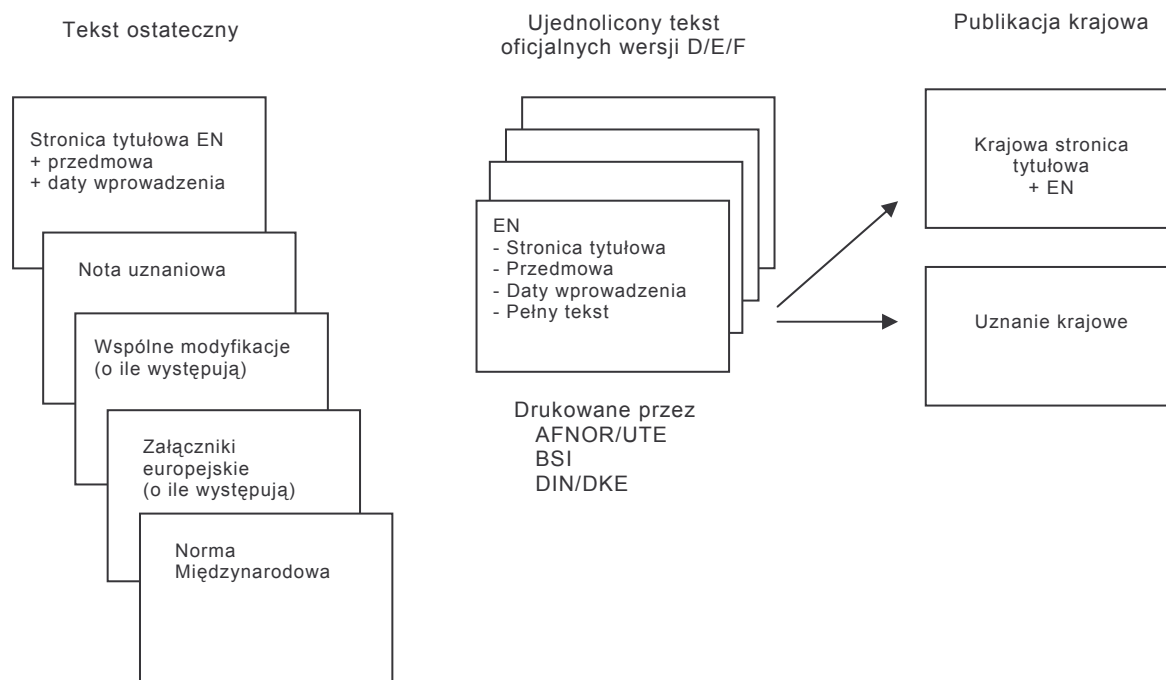 Tekst ostateczny
Stronica tytułowa EN
+ przedmowa
+ daty wprowadzenia
Nota uznaniowa
Wspólne modyfikacje
(o ile występują)
Załączniki
europejskie
(o ile występują)
Norma
Międzynarodowa
Ujednolicony tekst
oficjalnych wersji D/E/F
EN
- Stronica tytułowa
- Przedmowa
- Daty wprowadzenia
- Pełny tekst
Drukowane przez
AFNOR/UTE
BSI
DIN/DKE
Publikacja krajowa
Krajowa stronica
tytułowa
+ EN
Uznanie krajowe